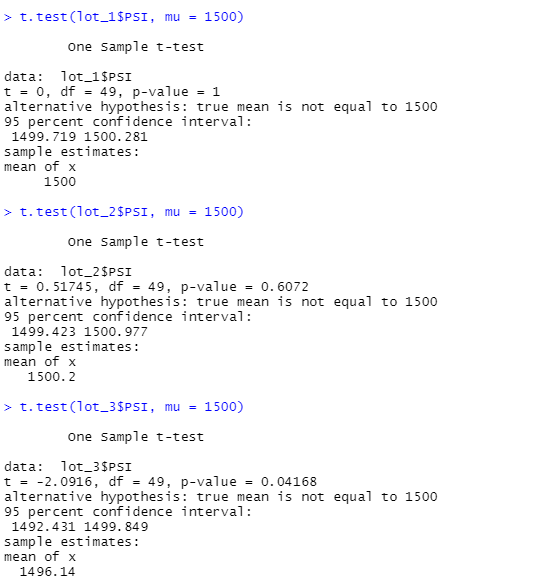 > t.test(lot_1$PSI, mu = 1500)
One Sample t-test
data:  lot_1$PSI
t = 0, df = 49, p-value = 1
alternative hypothesis: true mean is not equal to 1500
95 percent confidence interval:
1499.719 1500.281
sample estimates:
mean of x
1500
> t.test(lot_2$PSI, mu = 1500)
One Sample t-test
data:  lot_2$PSI
t = 0.51745, df = 49, p-value = 0.6072
alternative hypothesis: true mean is not equal to 1500
95 percent confidence interval:
1499.423 1500.977
sample estimates:
mean of x
1500.2
> t.test(lot_3$PSI, mu = 1500)
One Sample t-test
data:  lot_3$PSI
t = -2.0916, df = 49, p-value = 0.04168
alternative hypothesis: true mean is not equal to 1500
95 percent confidence interval:
1492.431 1499.849
sample estimates:
mean of x
1496.14